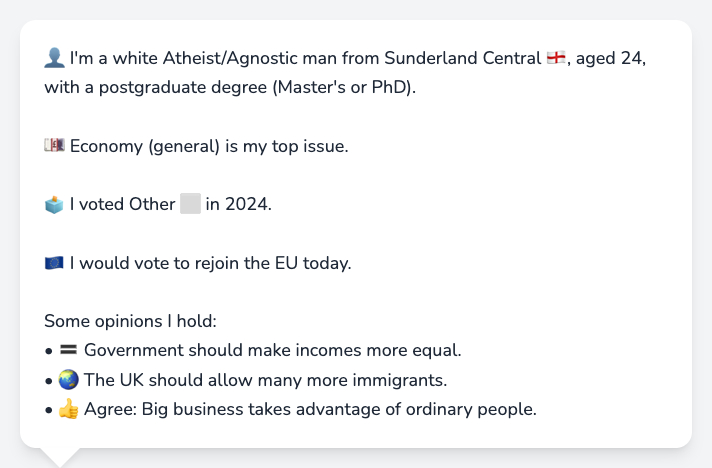 👤 I'm a white Atheist/Agnostic man from Sunderland Central 🏴󠁧󠁢󠁥󠁮󠁧󠁿, aged 24,
with a postgraduate degree (Master's or PhD).
💷 Economy (general) is my top issue.
🗳️ I voted Other ⬜ in 2024.
🇪🇺 I would vote to rejoin the EU today.
Some opinions I hold:
• 🟰 Government should make incomes more equal.
• 🌏 The UK should allow many more immigrants.
• 👍 Agree: Big business takes advantage of ordinary people.